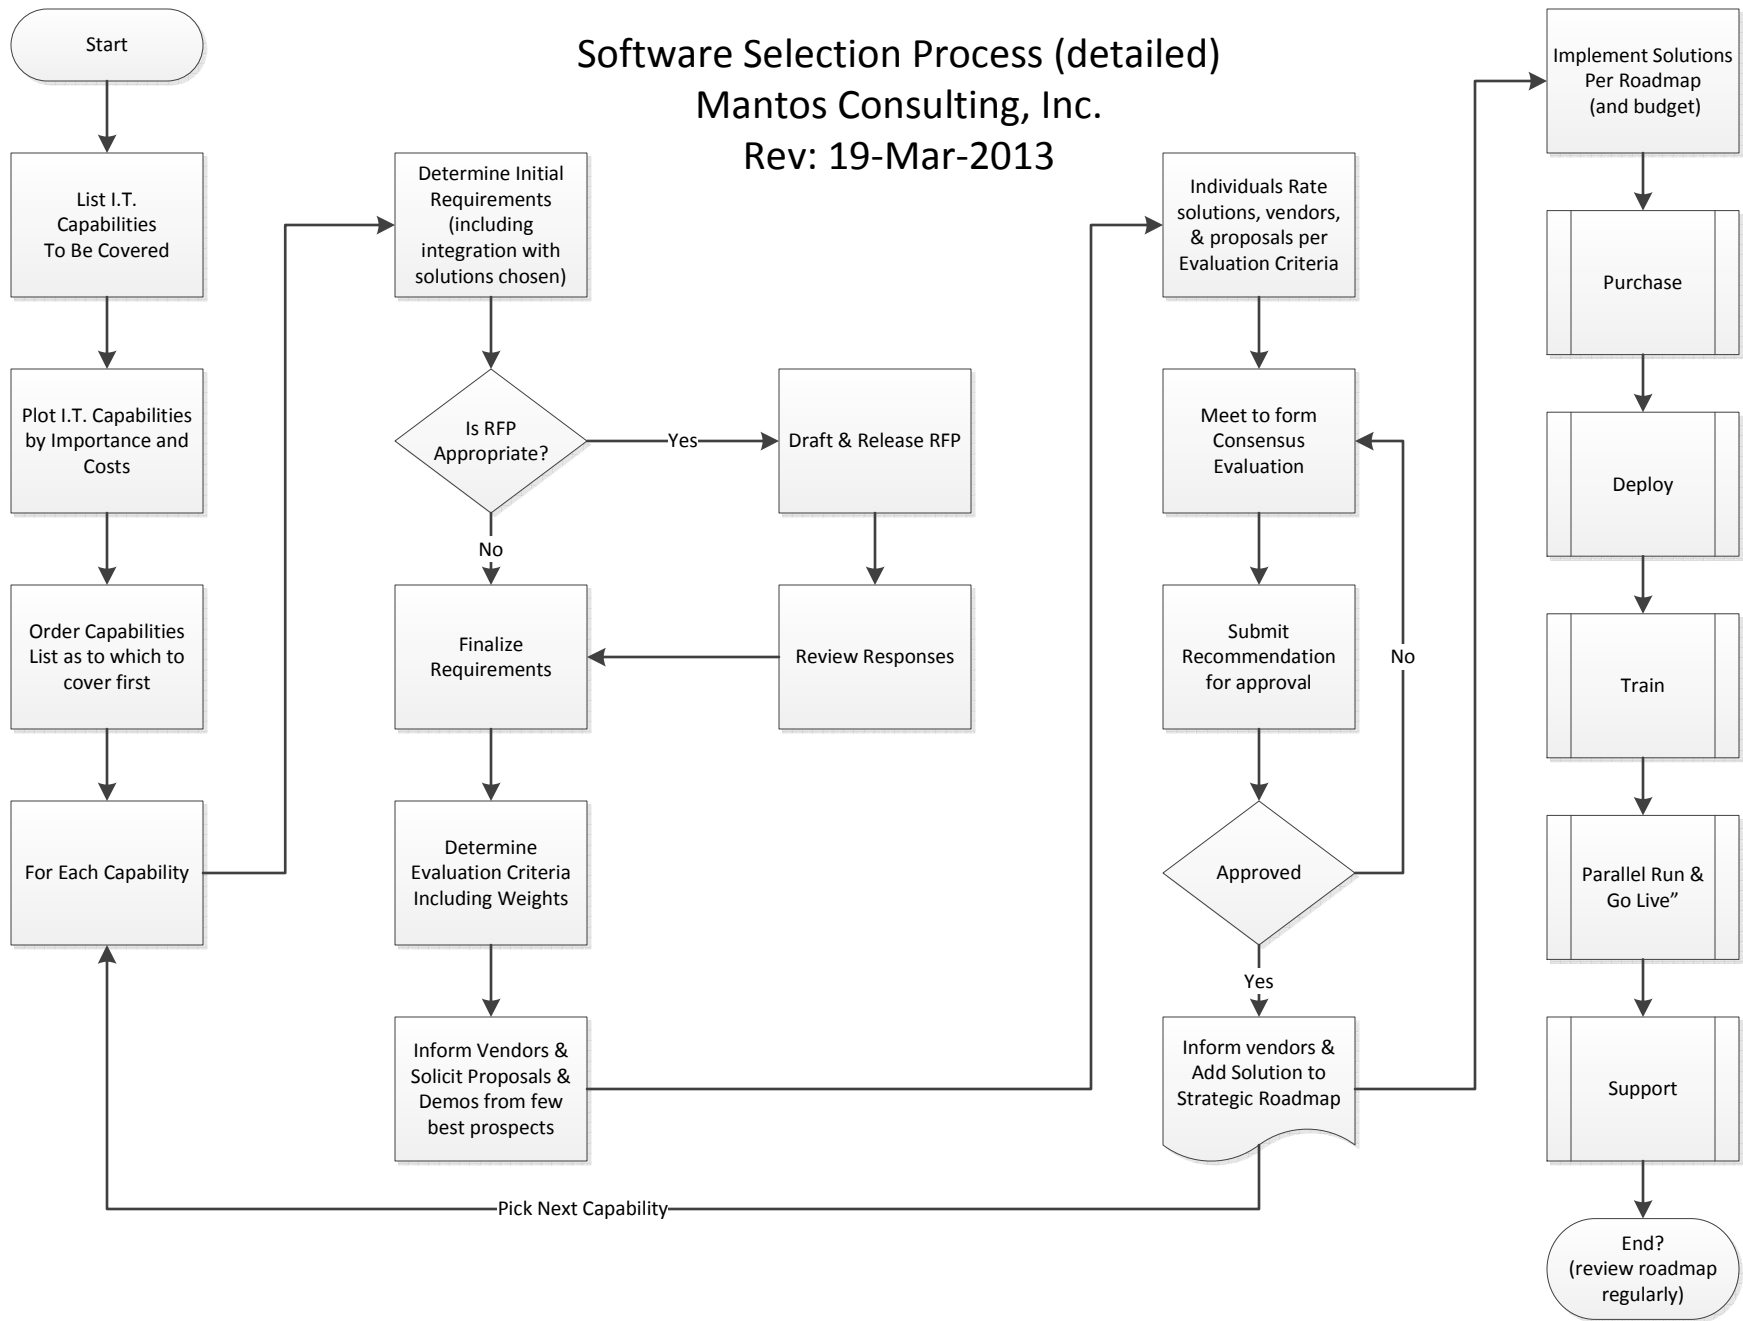 Software Selection Process (detailed)
Mantos Consulting, Inc.
Rev: 19-Mar-2013
Start
List I.T.
Capabilities
To Be Covered
Plot I.T. Capabilities
by Importance and
Costs
Order Capabilities
List as to which to
cover first
For Each Capability
Determine Initial
Requirements
(including
integration with
solutions chosen)
Is RFP
Appropriate?
Yes
Draft & Release RFP
No
Review Responses
Finalize
Requirements
Determine
Evaluation Criteria
Including Weights
Inform Vendors &
Solicit Proposals &
Demos from few
best prospects
Individuals Rate
solutions, vendors,
& proposals per
Evaluation Criteria
Meet to form
Consensus
Evaluation
Submit
Recommendation
for approval
No
Approved
Yes
Inform vendors &
Add Solution to
Strategic Roadmap
Pick Next Capability
Implement Solutions
Per Roadmap
(and budget)
Purchase
Deploy
Train
Parallel Run &
Go Live”
Support
End?
(review roadmap
regularly)